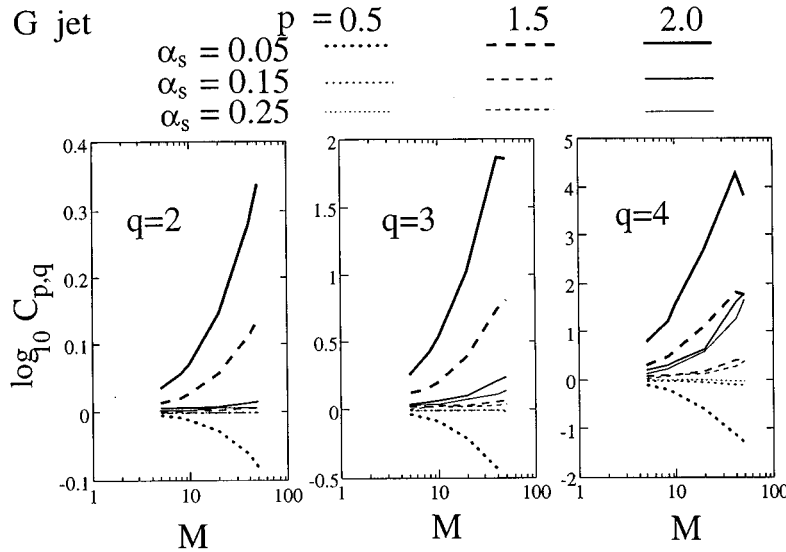 G jet p = 0.5 1.5 2.0
αs = 0.05
αs = 0.15
αs = 0.25
log10 Cp,q
0.4
0.3
0.2
0.1
0
-0.1
q=2
1 10 100
M
2
1.5
1
0.5
0
-0.5
q=3
1 10 100
M
5
4
3
2
1
0
-1
-2
q=4
1 10 100
M